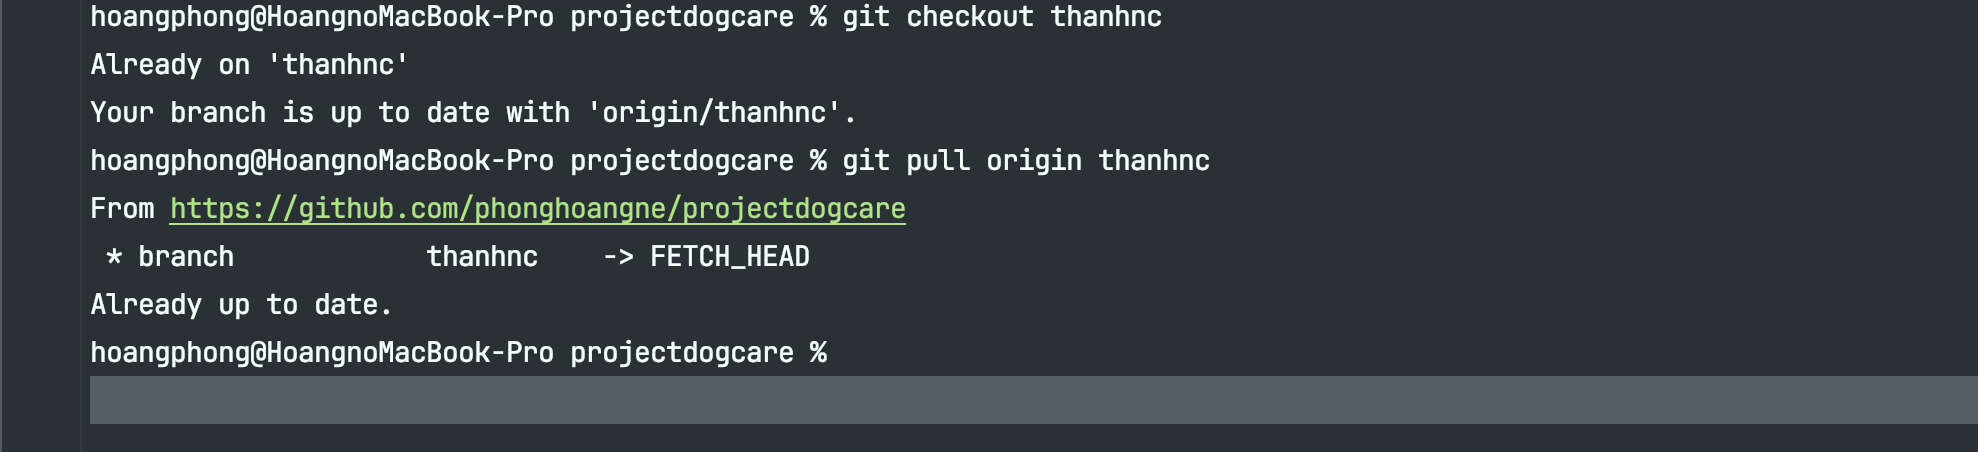 hoangphong@HoangnoMacBook-Pro projectdogcare % git checkout thanhnc
Already on 'thanhnc'
Your branch is up to date with 'origin/thanhnc'.
hoangphong@HoangnoMacBook-Pro projectdogcare % git pull origin thanhnc
From https://github.com/phonghoangne/projectdogcare
 * branch            thanhnc    -> FETCH_HEAD
Already up to date.
hoangphong@HoangnoMacBook-Pro projectdogcare %